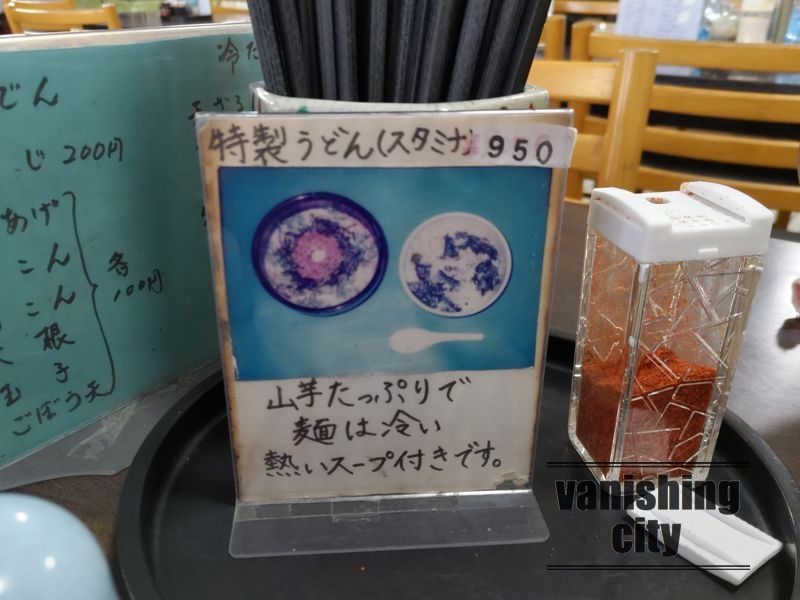 特製うどん(スタミナ 950
山芋たっぷりで
麺は冷い
熱いスープ付きです。
どん
じ 200円
あげ
こん
こん
根
子
ごぼう天
各
100円
冷た
vanishing
city